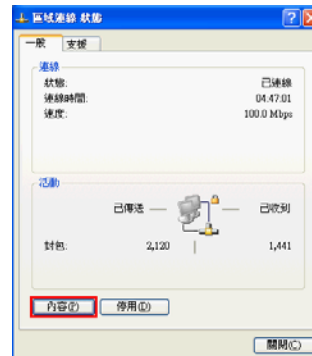 區域連線 狀態
一般 支援
連線
狀態: 已連線
連線時間: 04:47:01
速度: 100.0 Mbps
活動
已傳送 — — 已收到
封包: 2,120 | 1,441
內容(P) 停用(D)
關閉(C)